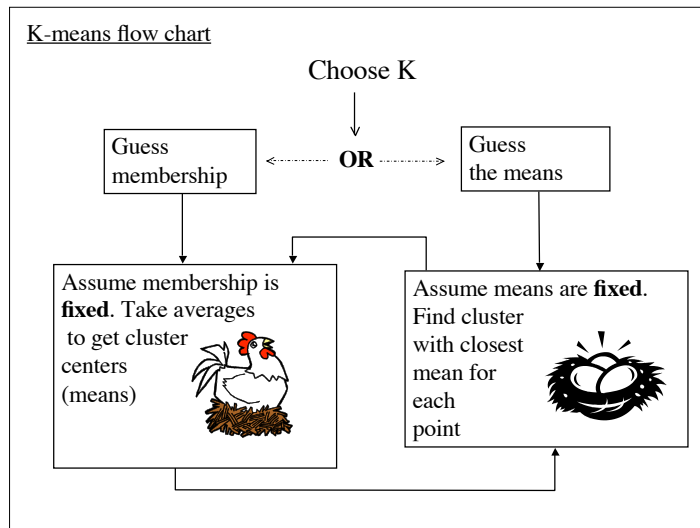 K-means flow chart
Choose K
Guess
membership
OR
Guess
the means
Assume membership is
fixed. Take averages
to get cluster
centers
(means)
Assume means are fixed.
Find cluster
with closest
mean for
each
point